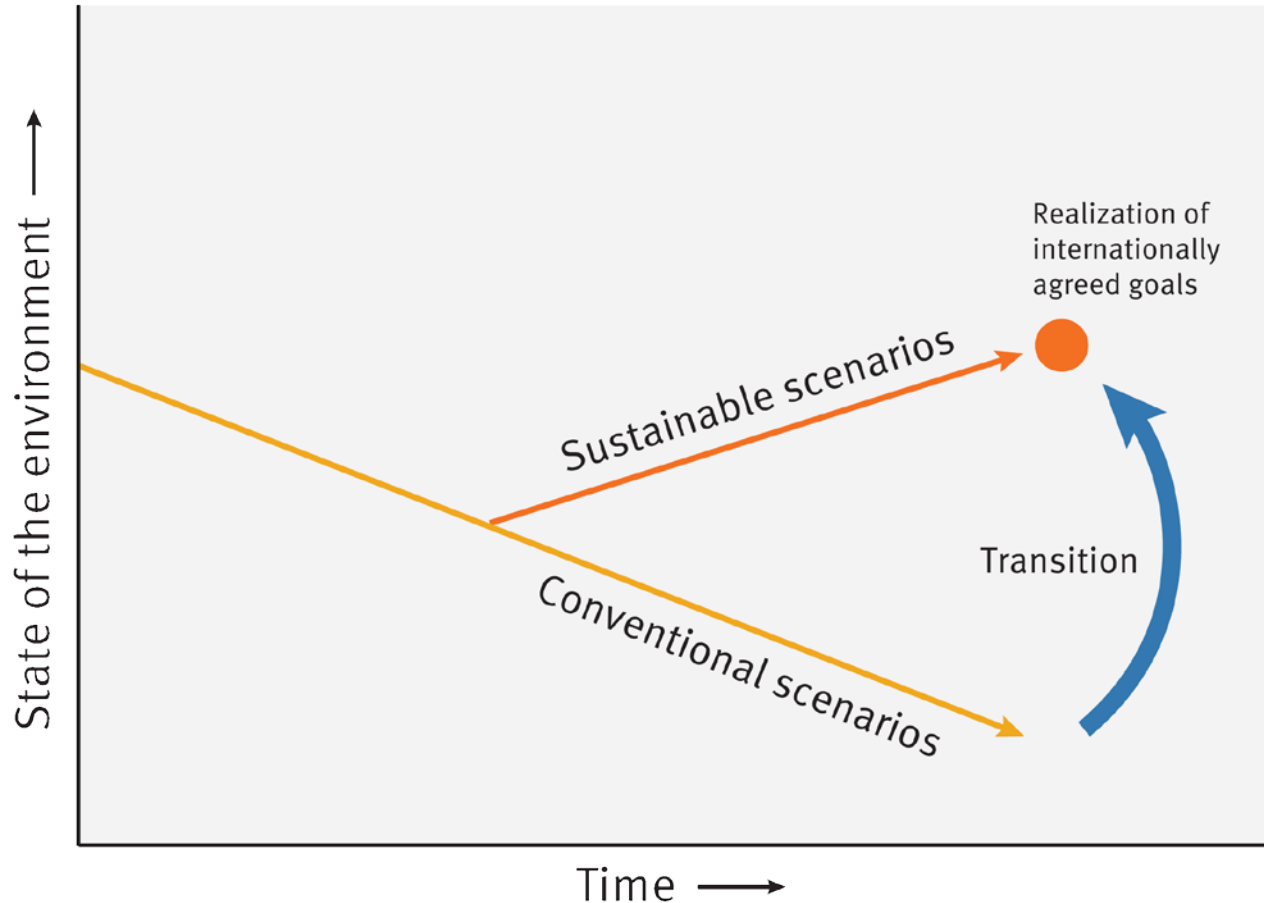 State of the environment
Realization of
internationally
agreed goals
Sustainable scenarios
Transition
Conventional scenarios
Time